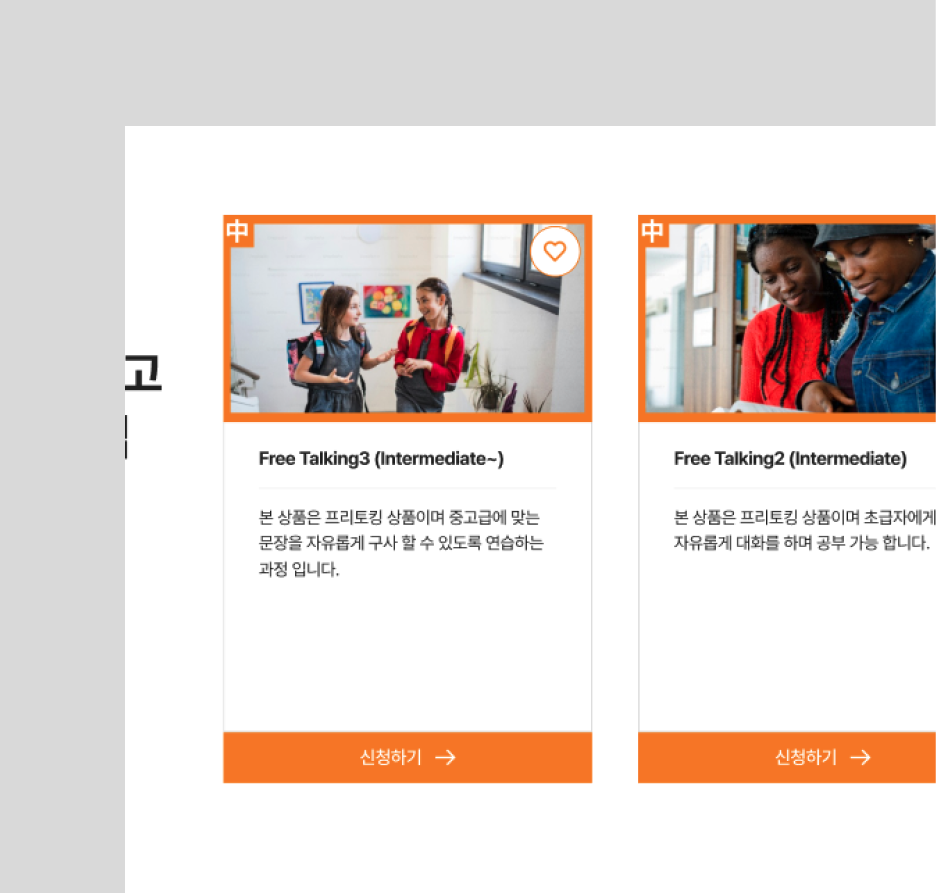 고
中
Free Talking3 (Intermediate~)
본 상품은 프리토킹 상품이며 중고급에 맞는
문장을 자유롭게 구사 할 수 있도록 연습하는
과정 입니다.
신청하기
中
Free Talking2 (Intermediate)
본 상품은 프리토킹 상품이며 초급자에게
자유롭게 대화를 하며 공부 가능 합니다.
신청하기